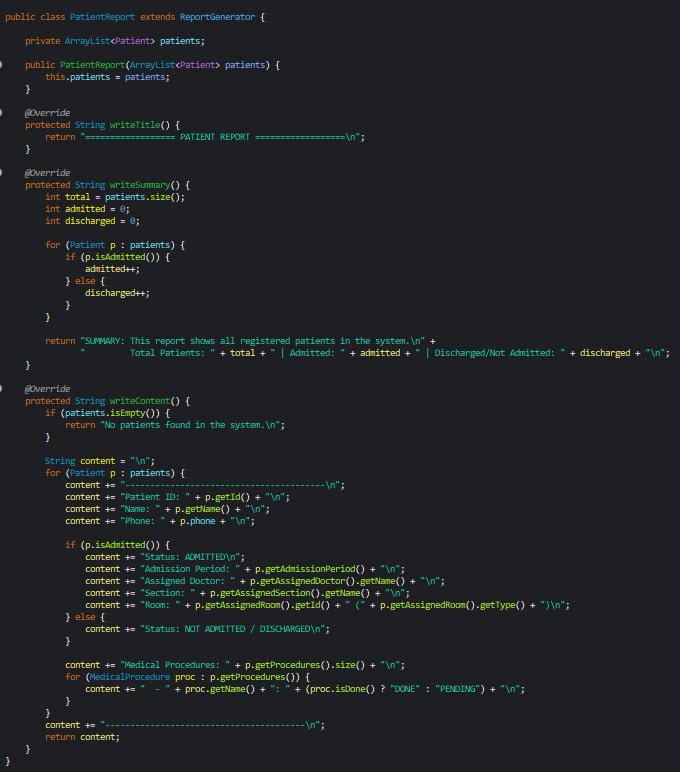 public class PatientReport extends ReportGenerator {
private ArrayList<Patient> patients;
public PatientReport(ArrayList<Patient> patients) {
this.patients = patients;
}
@Override
protected String writeTitle() {
return "================== PATIENT REPORT ==================\n";
}
@Override
protected String writeSummary() {
int total = patients.size();
int admitted = 0;
int discharged = 0;
for (Patient p : patients) {
if (p.isAdmitted()) {
admitted++;
} else {
discharged++;
}
}
return "SUMMARY: This report shows all registered patients in the system.\n" +
"         Total Patients: " + total + " | Admitted: " + admitted + " | Discharged/Not Admitted: " + discharged + "\n";
}
@Override
protected String writeContent() {
if (patients.isEmpty()) {
return "No patients found in the system.\n";
}
String content = "\n";
for (Patient p : patients) {
content += "----------------------------------------\n";
content += "Patient ID: " + p.getId() + "\n";
content += "Name: " + p.getName() + "\n";
content += "Phone: " + p.phone + "\n";
if (p.isAdmitted()) {
content += "Status: ADMITTED\n";
content += "Admission Period: " + p.getAdmissionPeriod() + "\n";
content += "Assigned Doctor: " + p.getAssignedDoctor().getName() + "\n";
content += "Section: " + p.getAssignedSection().getName() + "\n";
content += "Room: " + p.getAssignedRoom().getId() + " (" + p.getAssignedRoom().getType() + ")\n";
} else {
content += "Status: NOT ADMITTED / DISCHARGED\n";
}
content += "Medical Procedures: " + p.getProcedures().size() + "\n";
for (MedicalProcedure proc : p.getProcedures()) {
content += "  - " + proc.getName() + ": " + (proc.isDone() ? "DONE" : "PENDING") + "\n";
}
}
content += "----------------------------------------\n";
return content;
}
}